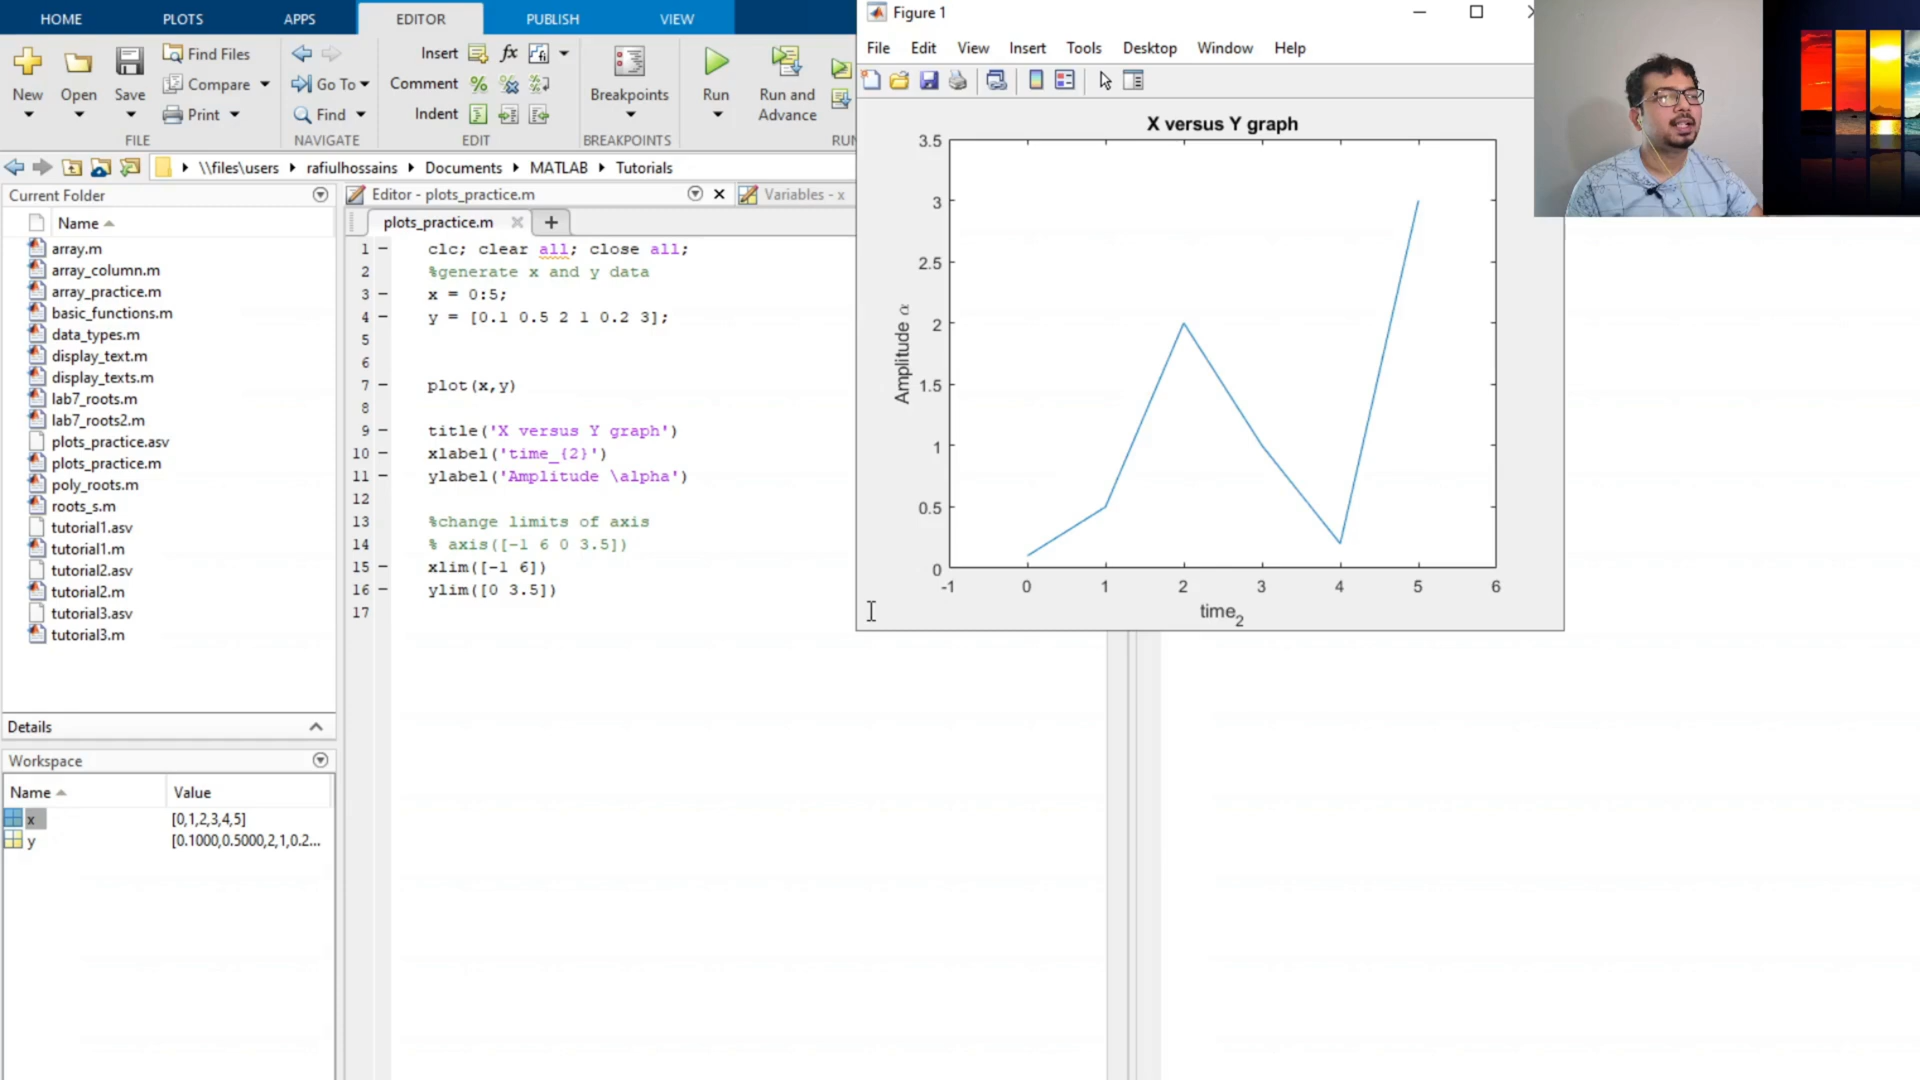 HOME PLOTS APPS EDITOR PUBLISH VIEW
New
Open
Save
Find Files
Compare
Print
FILE
Go To
Find
NAVIGATE
Insert fx
Comment %
Indent
EDIT
Breakpoints
BREAKPOINTS
Run
Run and
Advance
RUN
\\files\users rafiulhossains Documents MATLAB Tutorials
Current Folder
Name
array.m
array_column.m
array_practice.m
basic_functions.m
data_types.m
display_text.m
display_texts.m
lab7_roots.m
lab7_roots2.m
plots_practice.asv
plots_practice.m
poly_roots.m
roots_s.m
tutorial1.asv
tutorial1.m
tutorial2.asv
tutorial2.m
tutorial3.asv
tutorial3.m
Details
Workspace
Name Value
x [0,1,2,3,4,5]
y [0.1000,0.5000,2,1,0.2...
Editor - plots_practice.m
Variables - x
plots_practice.m
1 clc; clear all; close all;
2 %generate x and y data
3 x = 0:5;
4 y = [0.1 0.5 2 1 0.2 3];
5
6
7 plot(x,y)
8
9 title('X versus Y graph')
10 xlabel('time_{2}')
11 ylabel('Amplitude \alpha')
12
13 %change limits of axis
14 % axis([-1 6 0 3.5])
15 xlim([-1 6])
16 ylim([0 3.5])
17
Figure 1
File Edit View Insert Tools Desktop Window Help
X versus Y graph
3.5
3
2.5
2
1.5
1
0.5
0
Amplitude α
-1 0 1 2 3 4 5 6
time2